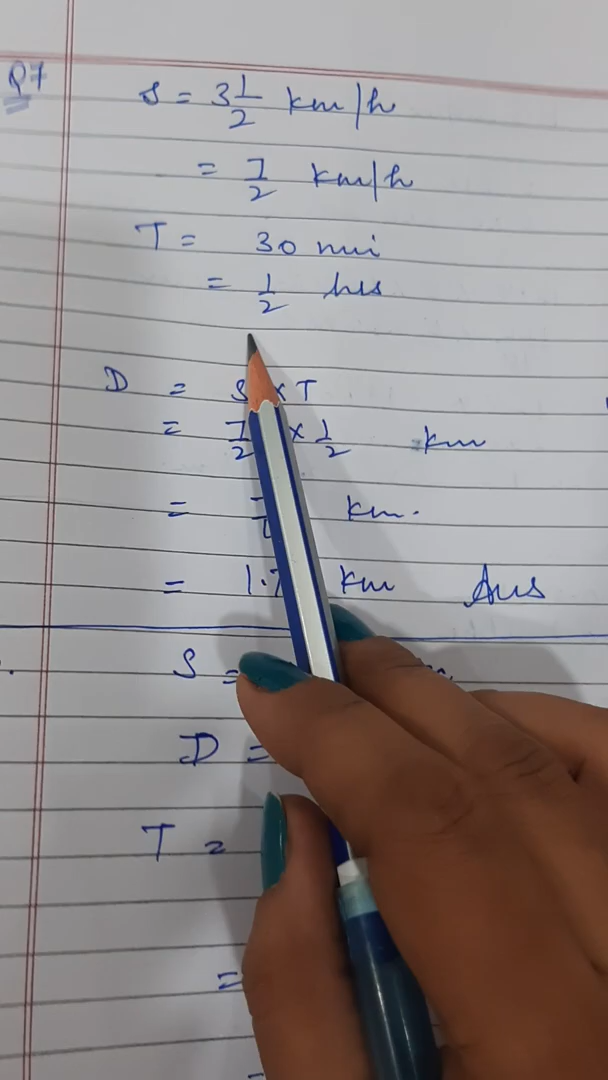 Q7
S = 3 1/2 km/h
= 7/2 km/h
T = 30 min
= 1/2 hrs
D = S × T
= 7/2 × 1/2 km
= km.
= 1.7 km Ans
S =
D =
T =
=
=